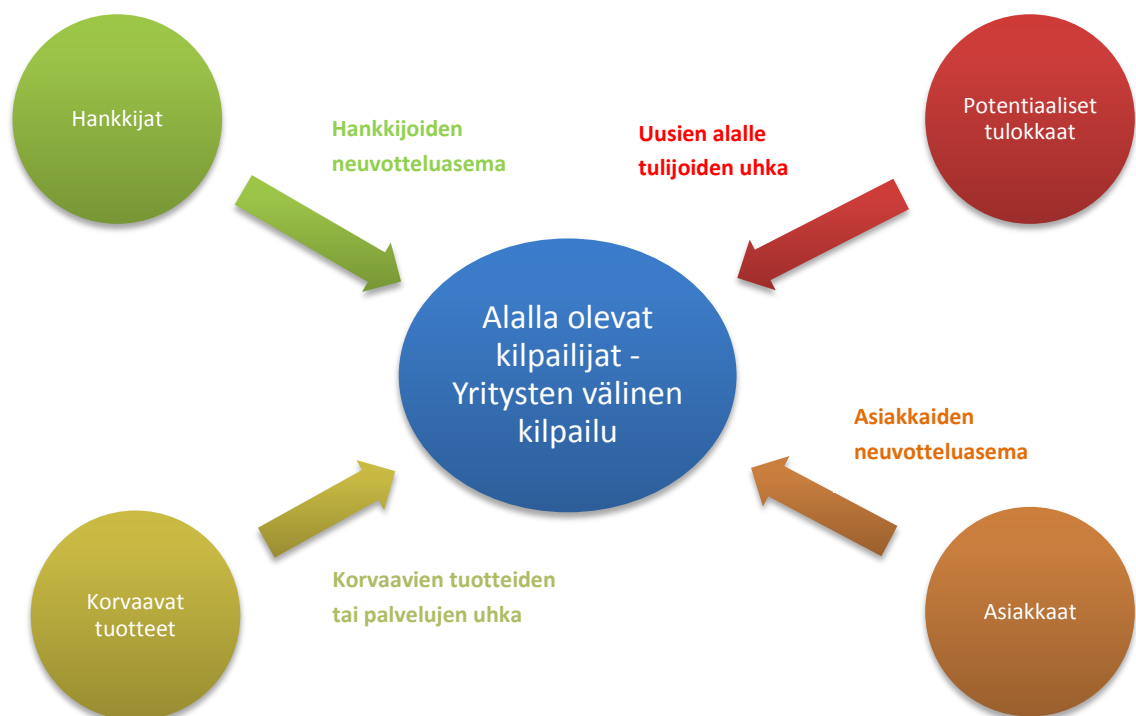 Hankkijat
Hankkijoiden
neuvotteluasema
Uusien alalle
tulijoiden uhka
Potentiaaliset
tulokkaat
Alalla olevat
kilpailijat -
Yritysten välinen
kilpailu
Asiakkaiden
neuvotteluasema
Korvaavat
tuotteet
Korvaavien tuotteiden
tai palvelujen uhka
Asiakkaat